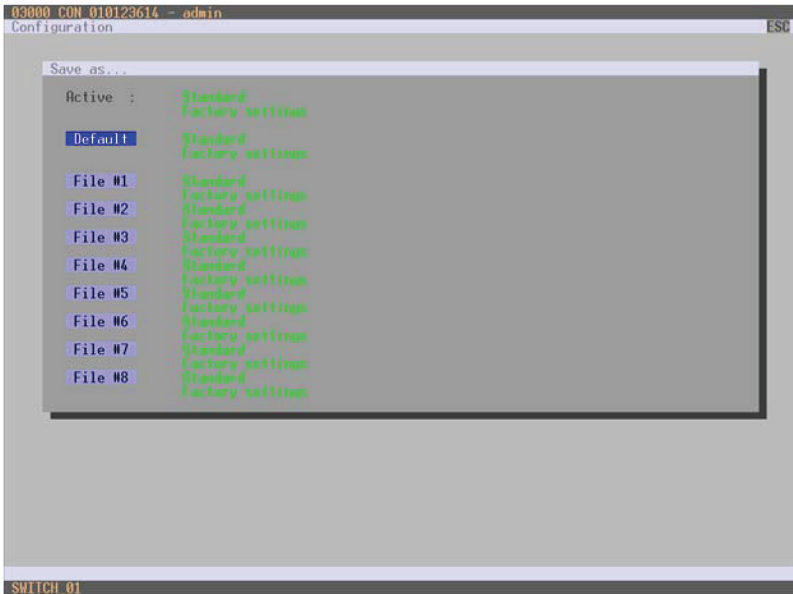 03000 CON 010123614 - admin
Configuration ESC
Save as...
Active : Standard
Factory settings
Default Standard
Factory settings
File #1 Standard
Factory settings
File #2 Standard
Factory settings
File #3 Standard
Factory settings
File #4 Standard
Factory settings
File #5 Standard
Factory settings
File #6 Standard
Factory settings
File #7 Standard
Factory settings
File #8 Standard
Factory settings
SWITCH 01